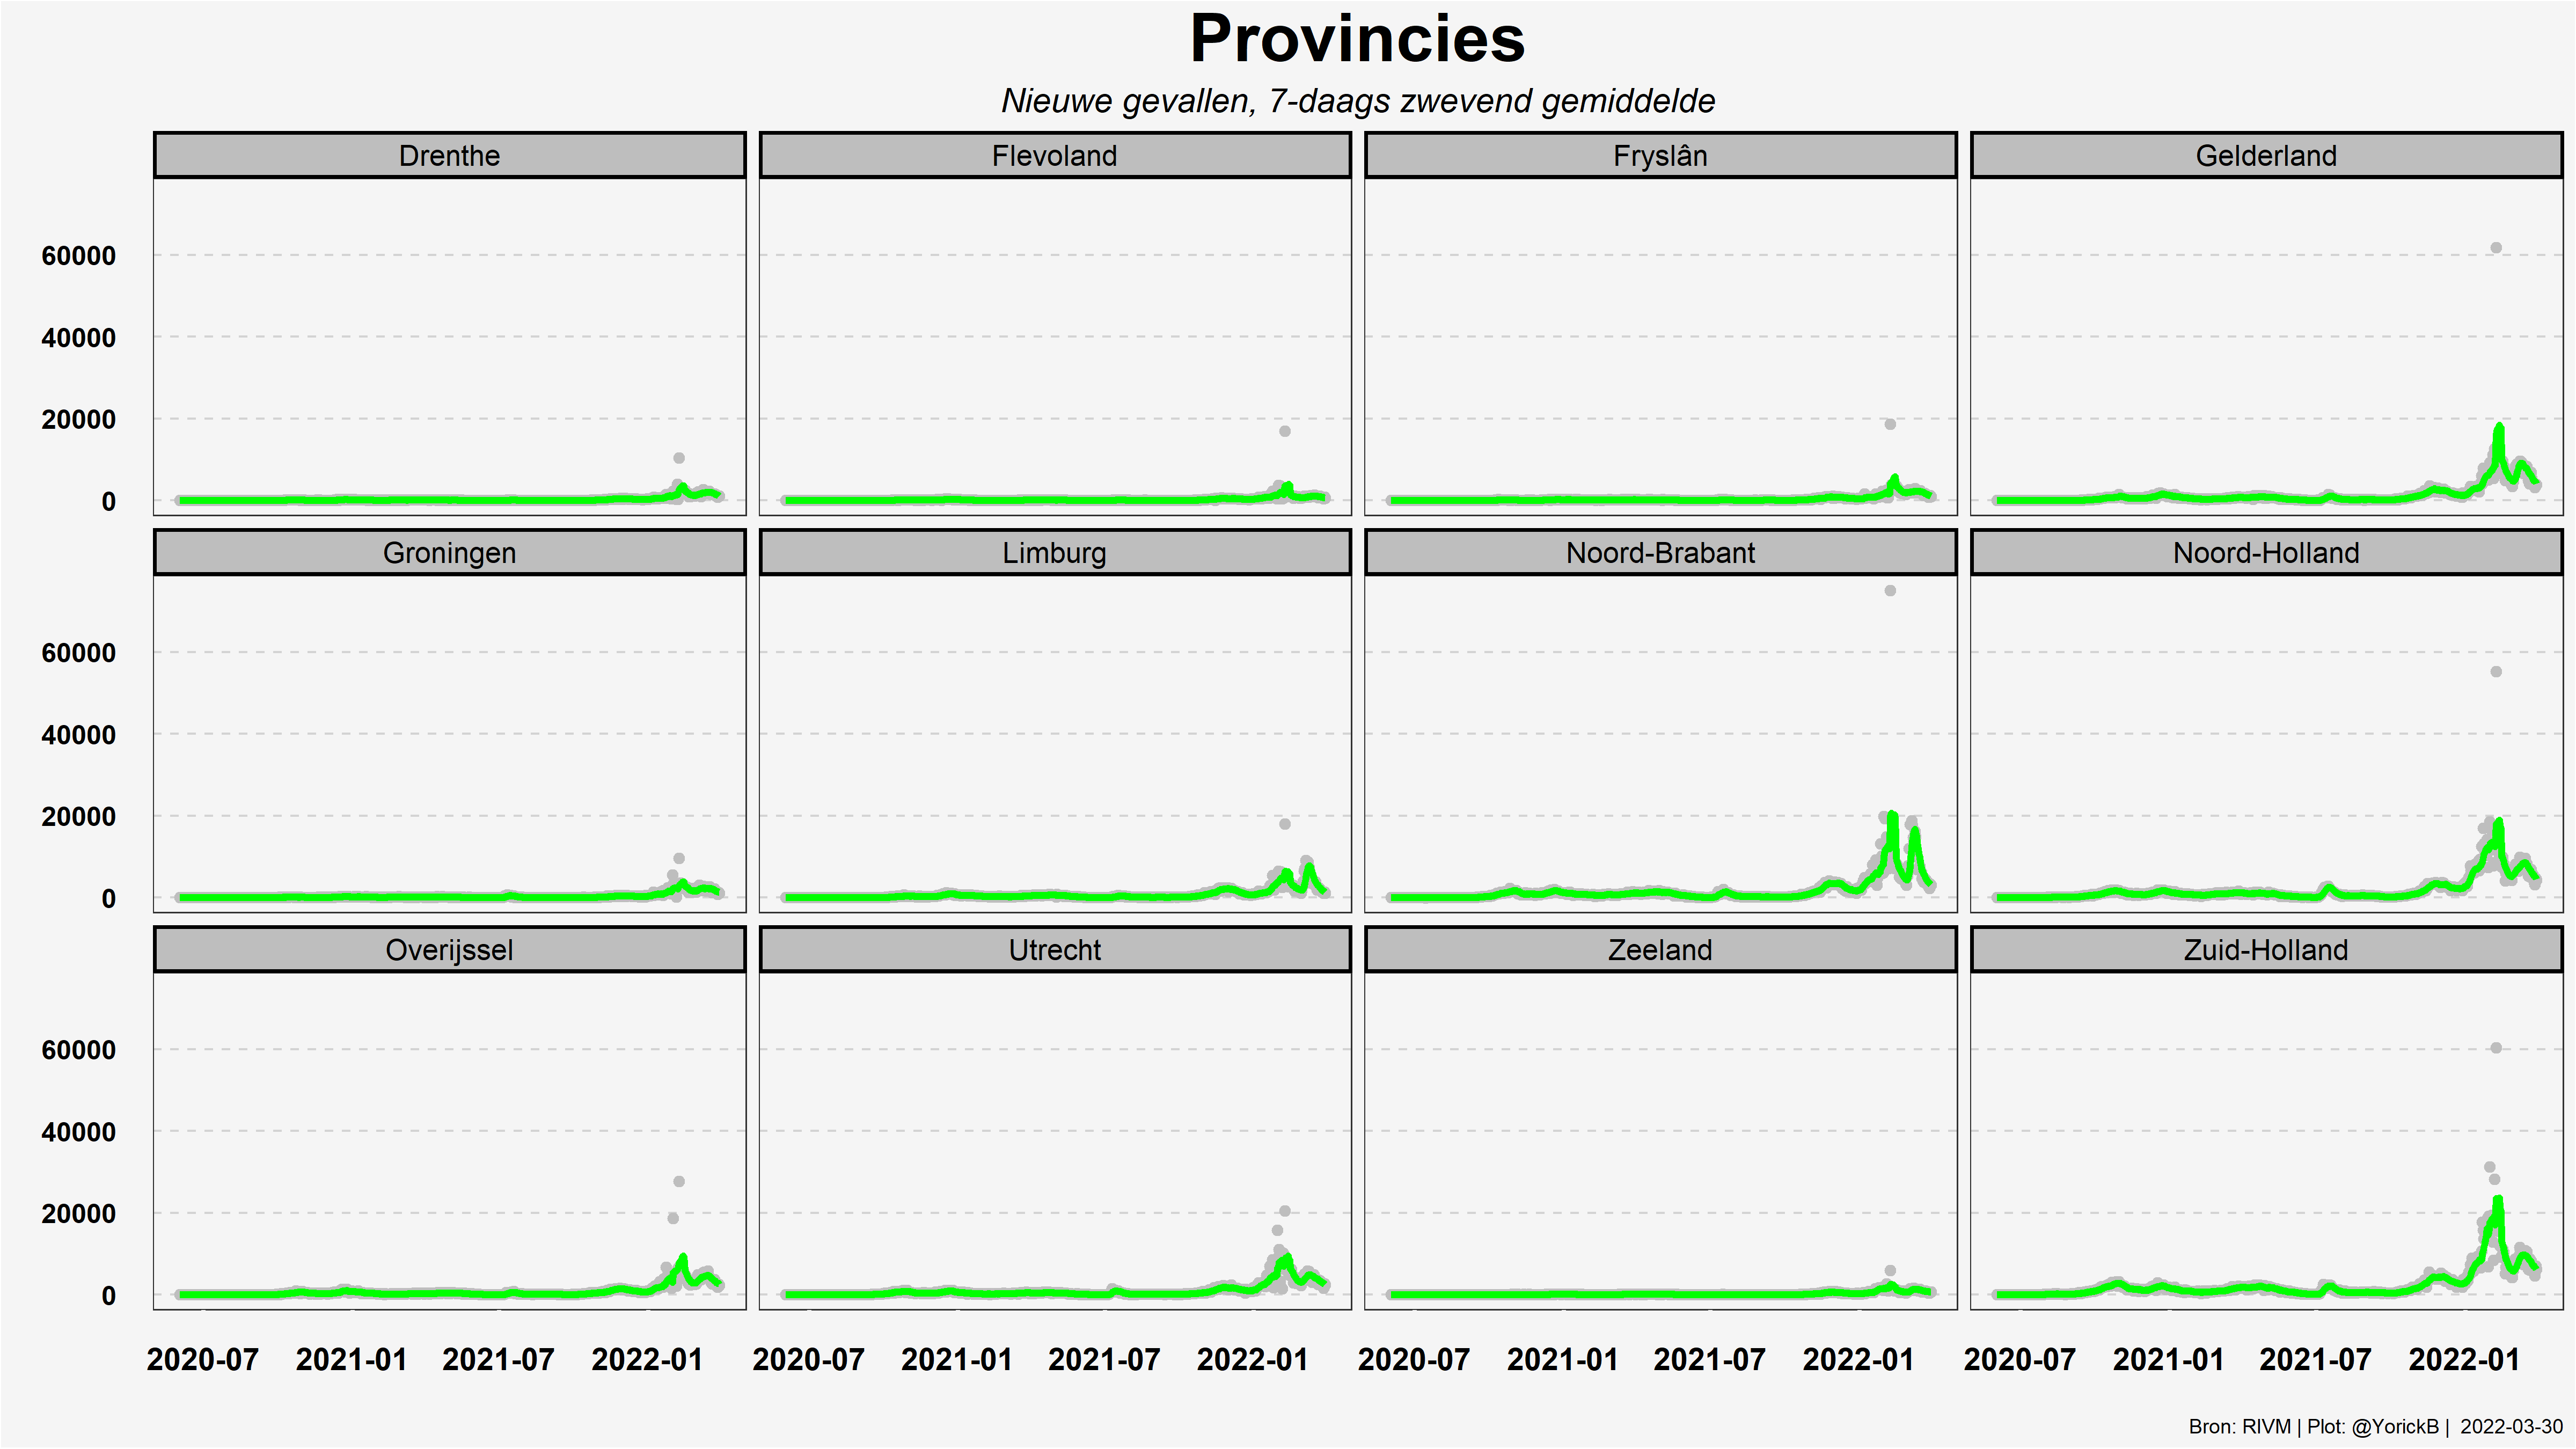 Provincies
Nieuwe gevallen, 7-daags zwevend gemiddelde
Drenthe Flevoland Fryslân Gelderland
60000
40000
20000
0
Groningen Limburg Noord-Brabant Noord-Holland
60000
40000
20000
0
Overijssel Utrecht Zeeland Zuid-Holland
60000
40000
20000
0
2020-07 2021-01 2021-07 2022-01 2020-07 2021-01 2021-07 2022-01 2020-07 2021-01 2021-07 2022-01 2020-07 2021-01 2021-07 2022-01
Bron: RIVM | Plot: @YorickB | 2022-03-30